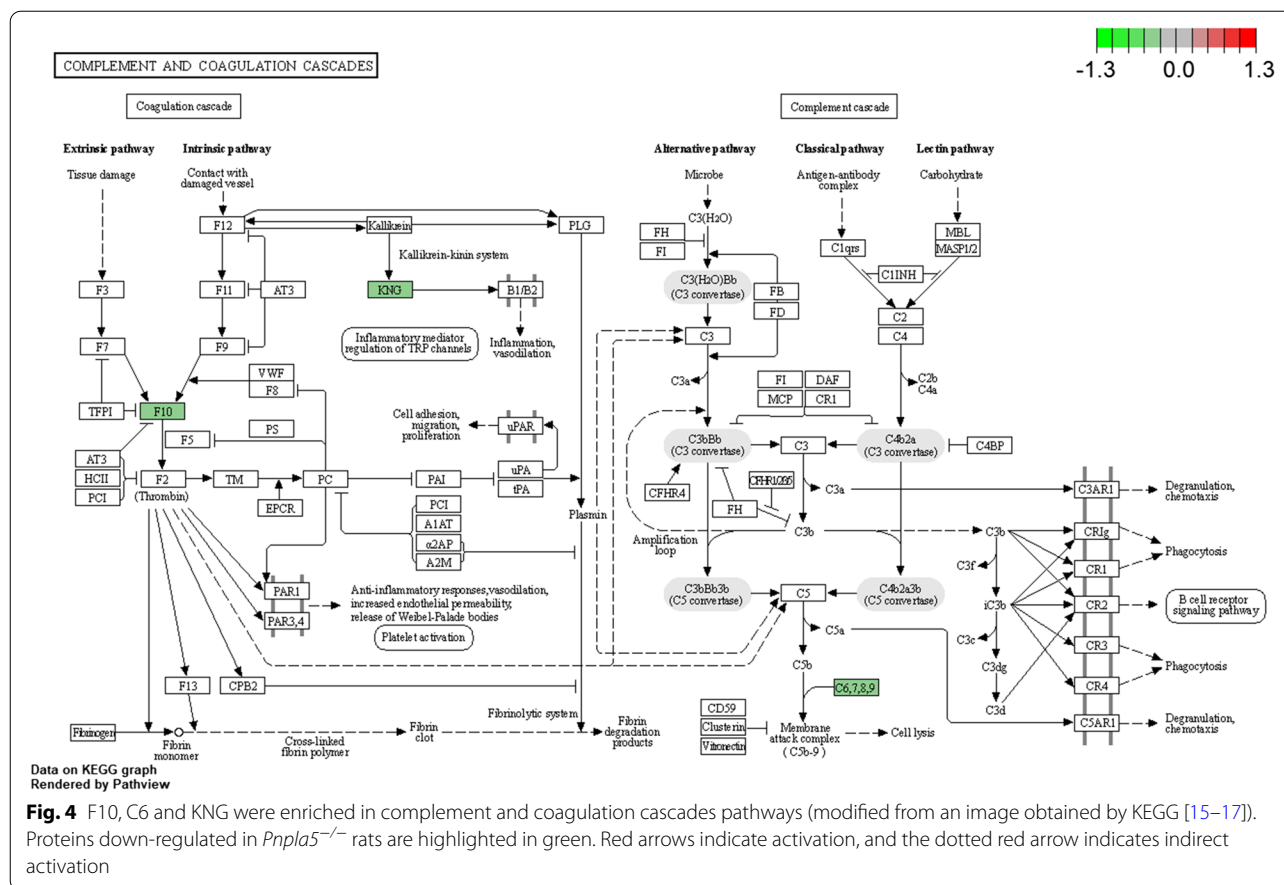 -1.3 0.0 1.3
COMPLEMENT AND COAGULATION CASCADES
Coagulation cascade
Complement cascade
Extrinsic pathway
Intrinsic pathway
Alternative pathway
Classical pathway
Lectin pathway
Tissue damage
Contact with
damaged vessel
Microbe
Antigen-antibody
complex
Carbohydrate
F12
Kallikrein
PLG
Kallikrein-kinin system
F3
F11
AT3
KNG
B1/B2
F7
F9
Inflammatory mediator
regulation of TRP channels
Inflammation,
vasodilation
VWF
F8
TFPI
F10
F5
PS
Cell adhesion,
migration,
proliferation
uPAR
AT3
HCII
PCI
F2
(Thrombin)
TM
PC
PAI
uPA
tPA
EPCR
PCI
A1AT
α2AP
A2M
Plasmin
PAR1
PAR3,4
Anti-inflammatory responses,vasodilation,
increased endothelial permeability,
release of Weibel-Palade bodies
Platelet activation
F13
CPB2
Fibrinolytic system
Fibrinogen
Fibrin
monomer
Cross-linked
fibrin polymer
Fibrin
clot
Fibrin
degradation
products
C3(H2O)
FH
FI
C3(H2O)Bb
(C3 convertase)
FB
FD
C1qrs
MBL
MASP1/2
C1INH
C2
C4
C3
C3a
C2b
C4a
FI
DAF
MCP
CR1
C3bBb
(C3 convertase)
C3
C4b2a
(C3 convertase)
C4BP
CFHR4
FH
C3a
C3b
Amplification
loop
C3bBb3b
(C5 convertase)
C5
C4b2a3b
(C5 convertase)
C5a
C5b
C6,7,8,9
CD59
Clusterin
Vitronectin
Membrane
attack complex
(C5b-9)
Cell lysis
C3b
C3f
iC3b
C3c
C3dg
C3d
C3AR1
CRIg
CR1
CR2
CR3
CR4
C5AR1
Degradulation,
chemotaxis
Phagocytosis
B cell receptor
signaling pathway
Phagocytosis
Degradulation,
chemotaxis
Data on KEGG graph
Rendered by Pathview
Fig. 4 F10, C6 and KNG were enriched in complement and coagulation cascades pathways (modified from an image obtained by KEGG [15–17]).
Proteins down-regulated in Pnpla5−/− rats are highlighted in green. Red arrows indicate activation, and the dotted red arrow indicates indirect
activation